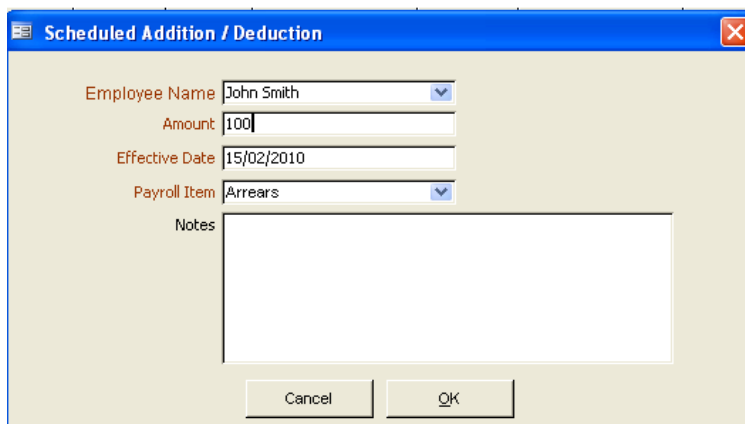 Scheduled Addition / Deduction
Employee Name John Smith
Amount 100
Effective Date 15/02/2010
Payroll Item Arrears
Notes
Cancel OK